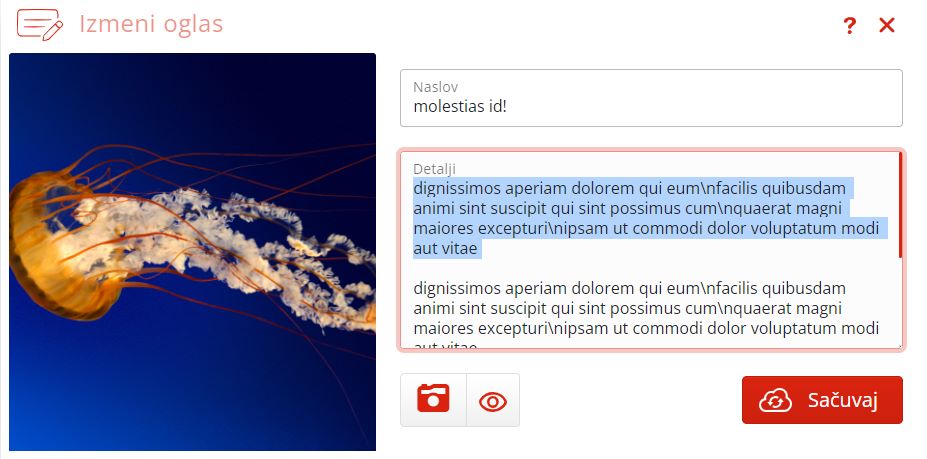 Izmeni oglas
?
Naslov
molestias id!
Detalji
dignissimos aperiam dolorem qui eum\nfacilis quibusdam
animi sint suscipit qui sint possimus cum\nquaerat magni
maiores excepturi\nipsam ut commodi dolor voluptatum modi
aut vitae
dignissimos aperiam dolorem qui eum\nfacilis quibusdam
animi sint suscipit qui sint possimus cum\nquaerat magni
maiores excepturi\nipsam ut commodi dolor voluptatum modi
aut vitae
Sačuvaj